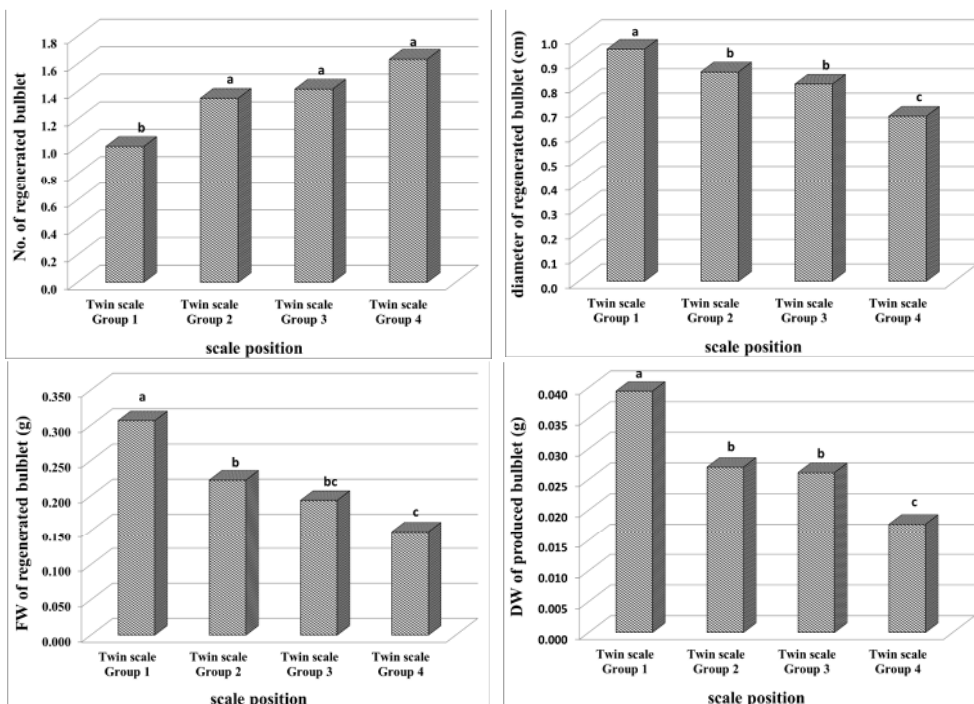 No. of regenerated bulblet
1.8
1.6
1.4
1.2
1.0
0.8
0.6
0.4
0.2
0.0
b
a
a
a
Twin scale Twin scale Twin scale Twin scale
Group 1 Group 2 Group 3 Group 4
scale position
diameter of regenerated bulblet (cm)
1.0
0.9
0.8
0.7
0.6
0.5
0.4
0.3
0.2
0.1
0.0
a
b
b
c
Twin scale Twin scale Twin scale Twin scale
Group 1 Group 2 Group 3 Group 4
scale position
FW of regenerated bulblet (g)
0.350
0.300
0.250
0.200
0.150
0.100
0.050
0.000
a
b
bc
c
Twin scale Twin scale Twin scale Twin scale
Group 1 Group 2 Group 3 Group 4
scale position
DW of produced bulblet (g)
0.040
0.035
0.030
0.025
0.020
0.015
0.010
0.005
0.000
a
b
b
c
Twin scale Twin scale Twin scale Twin scale
Group 1 Group 2 Group 3 Group 4
scale position